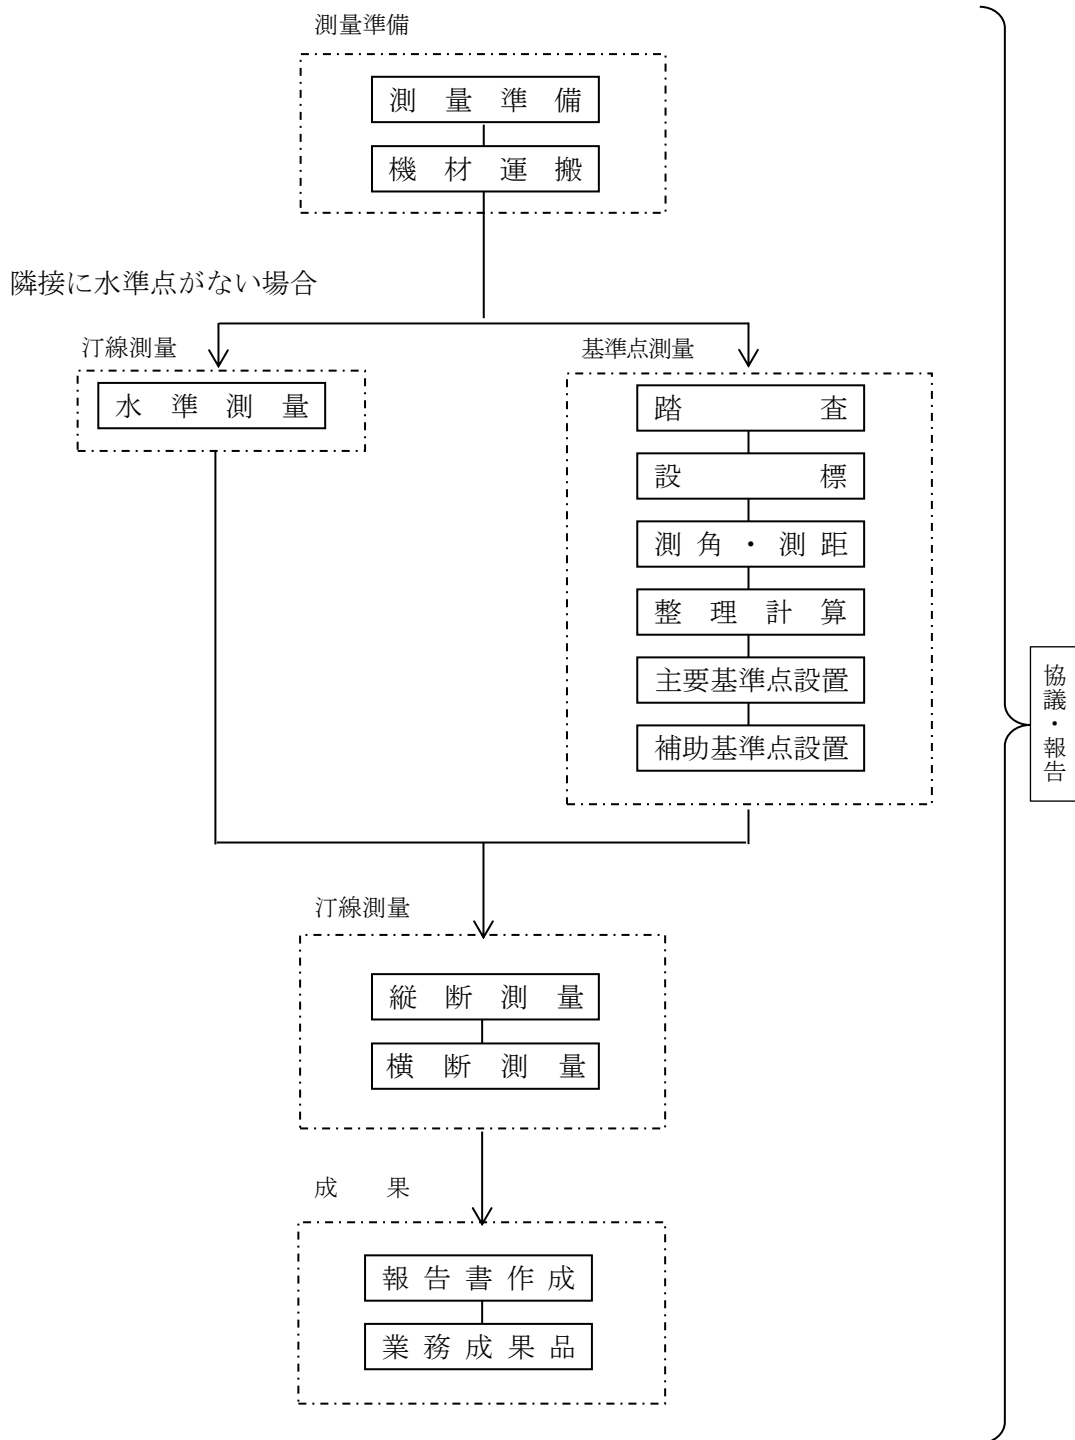 測量準備
測量準備
機材運搬
隣接に水準点がない場合
汀線測量
水準測量
基準点測量
踏査
設標
測角・測距
整理計算
主要基準点設置
補助基準点設置
協議・報告
汀線測量
縦断測量
横断測量
成果
報告書作成
業務成果品